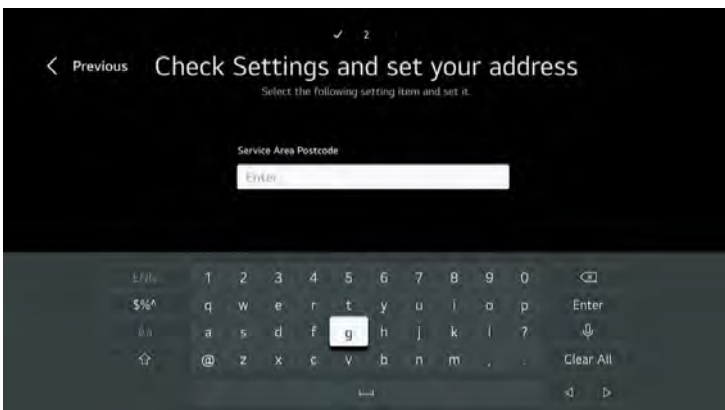 2
Previous
Check Settings and set your address
Select the following setting item and set it.
Service Area Postcode
Enter
ENG 1 2 3 4 5 6 7 8 9 0
$%^ q w e r t y u i o p Enter
a s d f g h j k l ?
@ z x c v b n m , .
Clear All